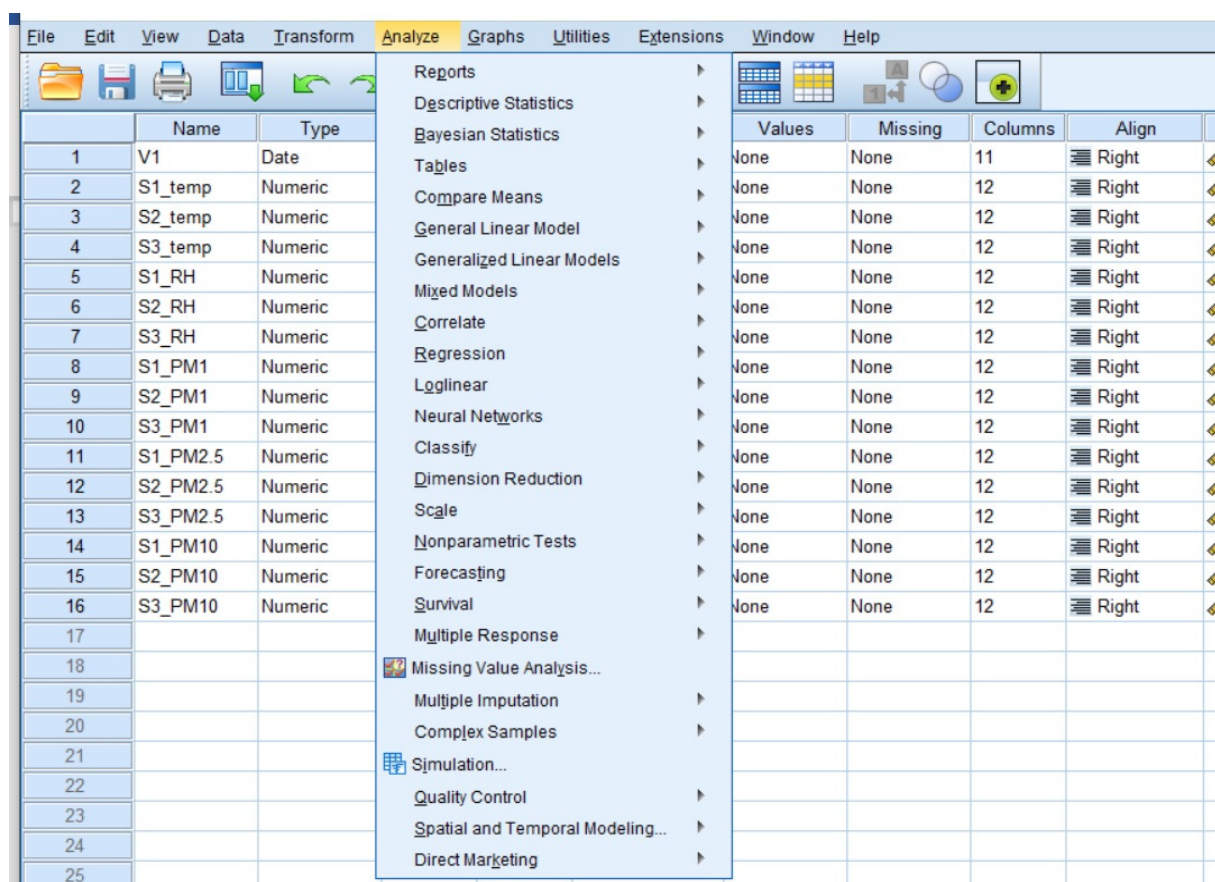 File Edit View Data Transform Analyze Graphs Utilities Extensions Window Help
Reports
Descriptive Statistics
Bayesian Statistics
Tables
Compare Means
General Linear Model
Generalized Linear Models
Mixed Models
Correlate
Regression
Loglinear
Neural Networks
Classify
Dimension Reduction
Scale
Nonparametric Tests
Forecasting
Survival
Multiple Response
Missing Value Analysis...
Multiple Imputation
Complex Samples
Simulation...
Quality Control
Spatial and Temporal Modeling...
Direct Marketing
A
1
Name Type Values Missing Columns Align
1 V1 Date None None 11 Right
2 S1_temp Numeric None None 12 Right
3 S2_temp Numeric None None 12 Right
4 S3_temp Numeric None None 12 Right
5 S1_RH Numeric None None 12 Right
6 S2_RH Numeric None None 12 Right
7 S3_RH Numeric None None 12 Right
8 S1_PM1 Numeric None None 12 Right
9 S2_PM1 Numeric None None 12 Right
10 S3_PM1 Numeric None None 12 Right
11 S1_PM2.5 Numeric None None 12 Right
12 S2_PM2.5 Numeric None None 12 Right
13 S3_PM2.5 Numeric None None 12 Right
14 S1_PM10 Numeric None None 12 Right
15 S2_PM10 Numeric None None 12 Right
16 S3_PM10 Numeric None None 12 Right
17
18
19
20
21
22
23
24
25